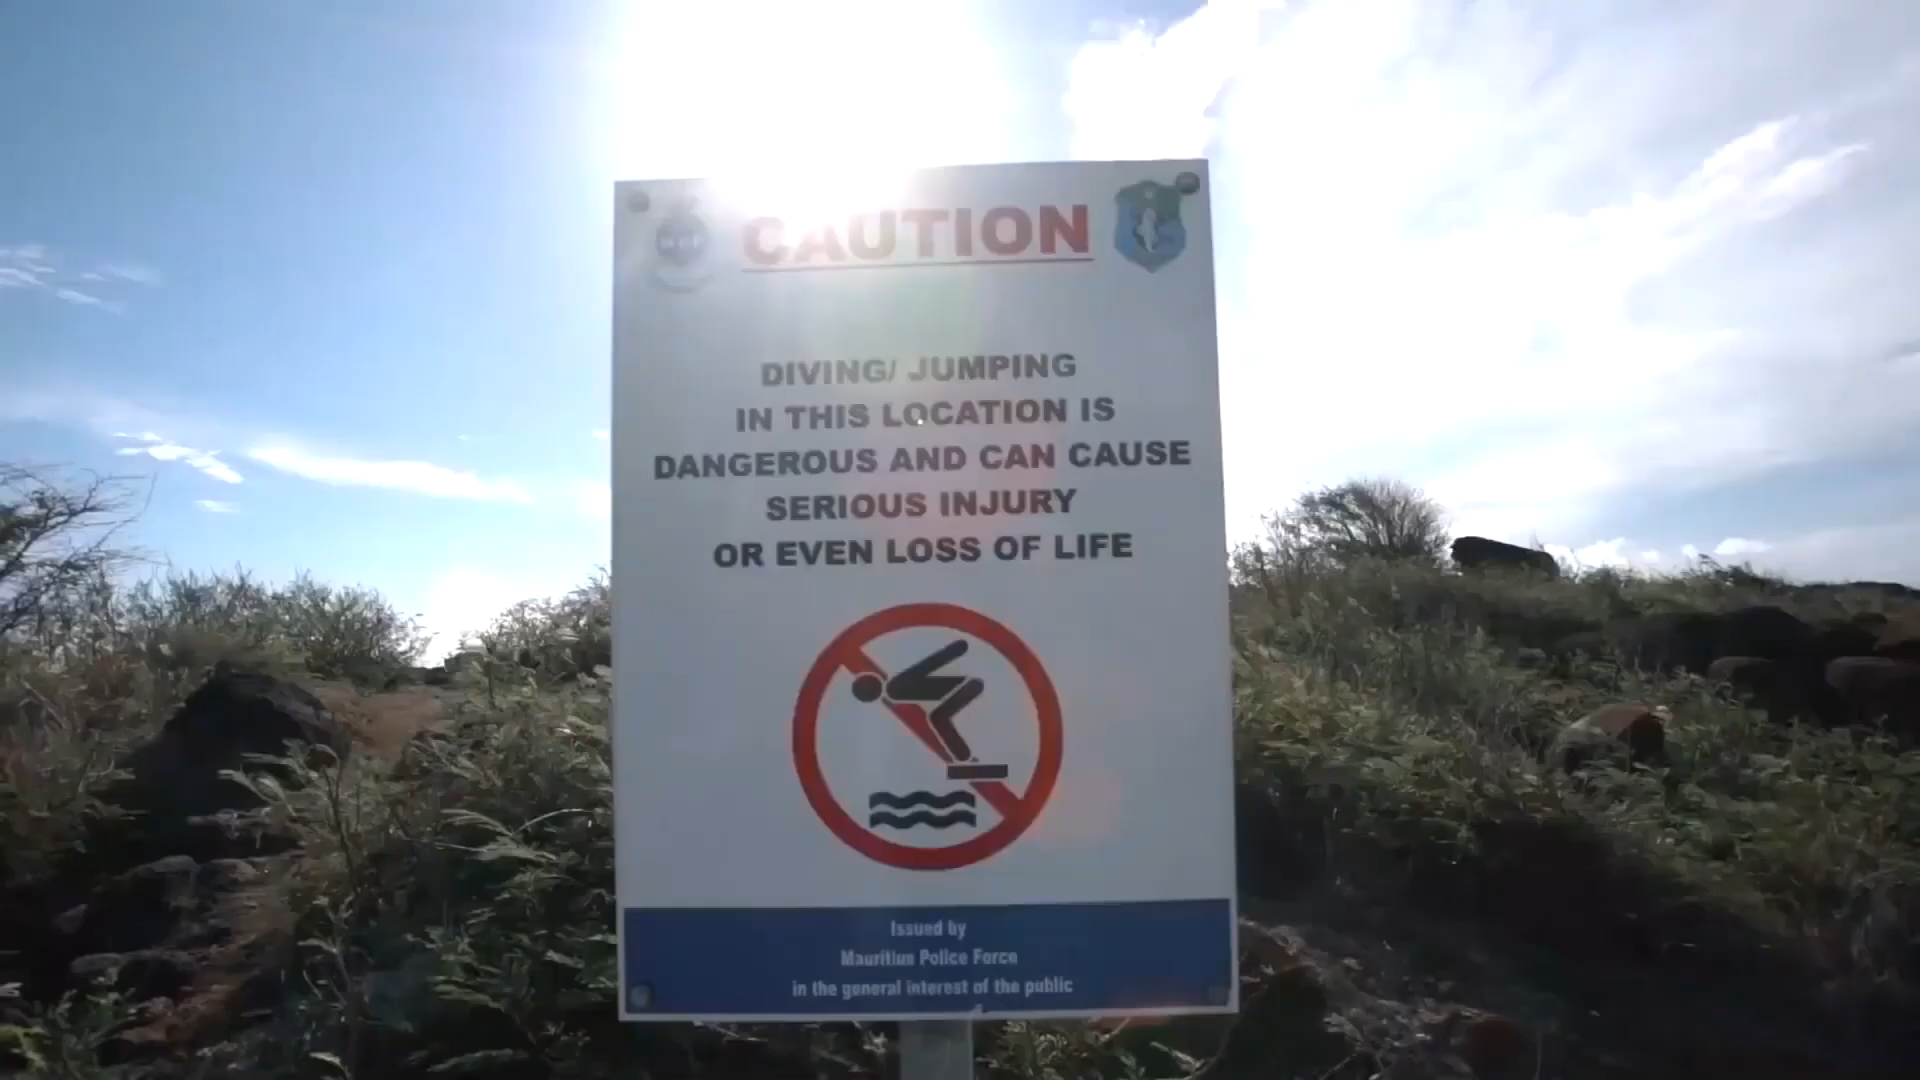 CAUTION
DIVING/ JUMPING
IN THIS LOCATION IS
DANGEROUS AND CAN CAUSE
SERIOUS INJURY
OR EVEN LOSS OF LIFE
Issued by
Mauritius Police Force
in the general interest of the public